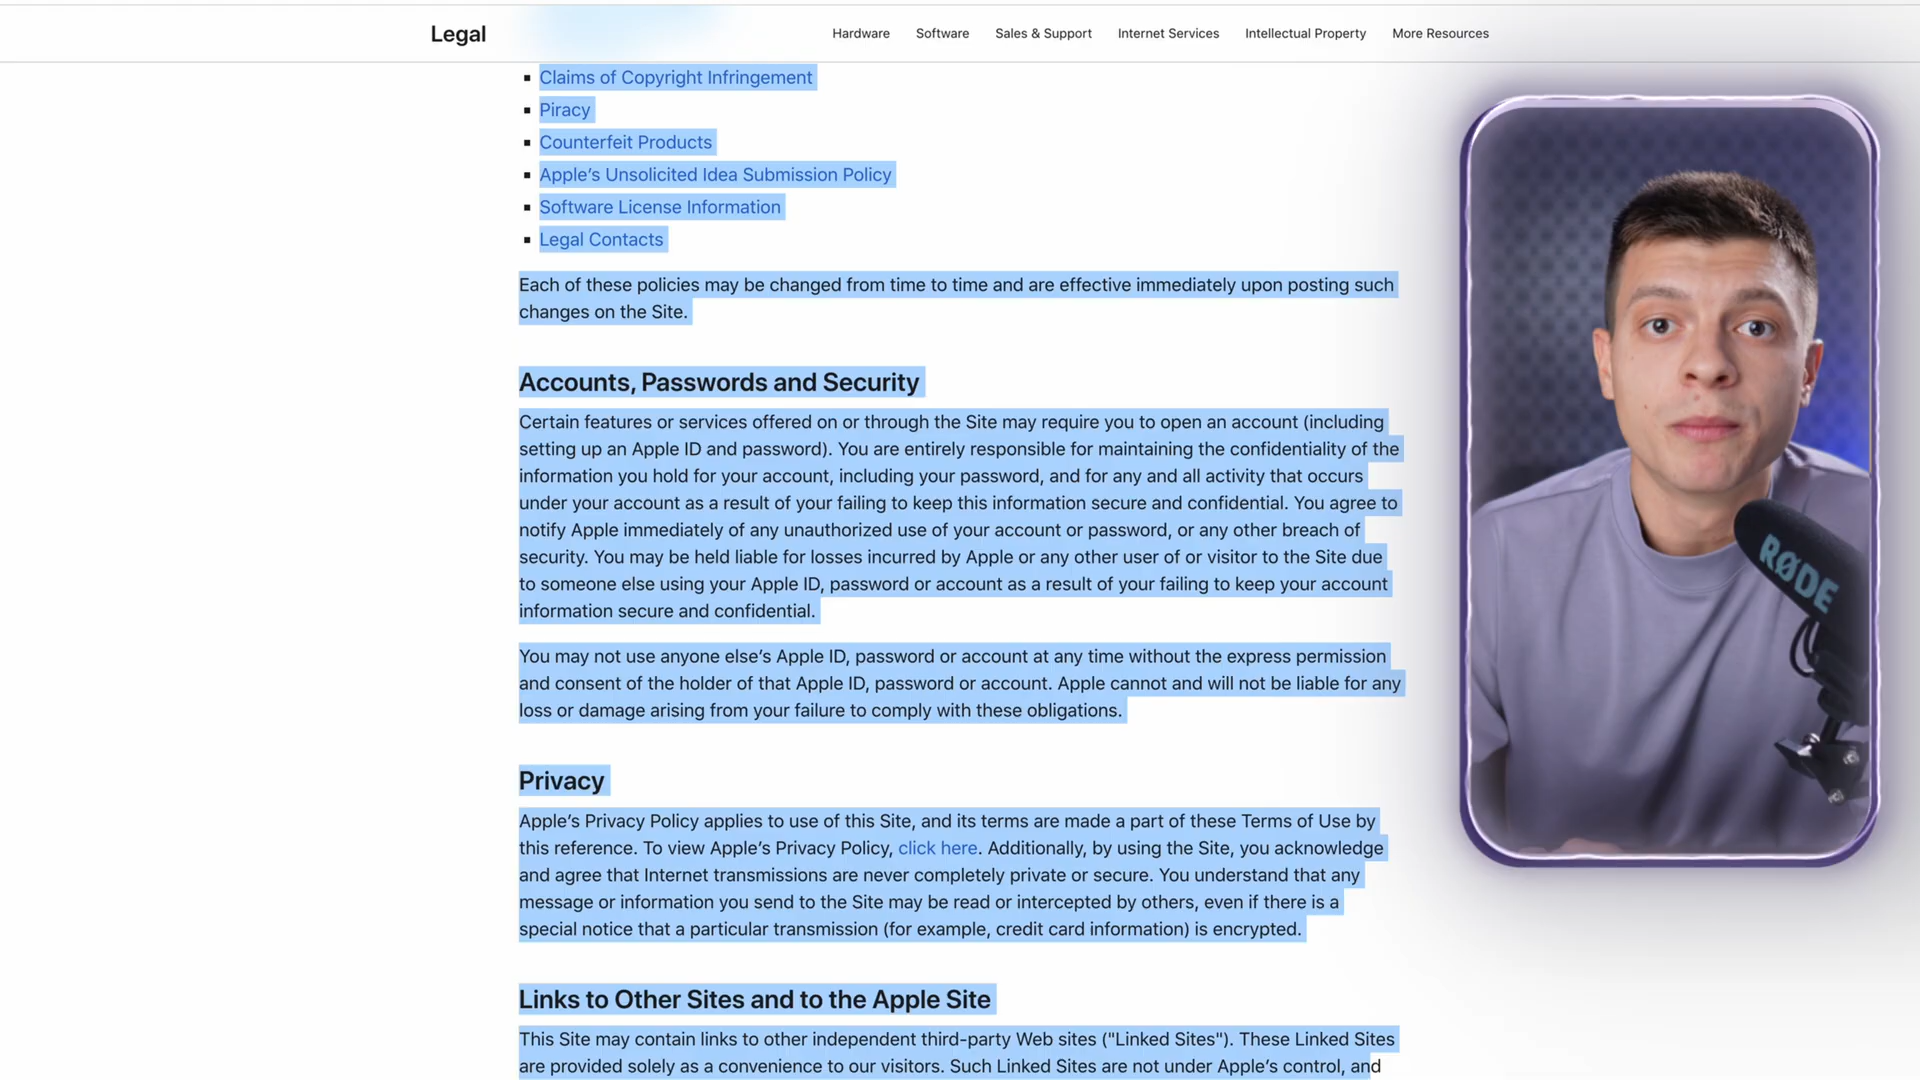 Legal
Hardware
Software
Sales & Support
Internet Services
Intellectual Property
More Resources
Claims of Copyright Infringement
Piracy
Counterfeit Products
Apple’s Unsolicited Idea Submission Policy
Software License Information
Legal Contacts
Each of these policies may be changed from time to time and are effective immediately upon posting such
changes on the Site.
Accounts, Passwords and Security
Certain features or services offered on or through the Site may require you to open an account (including
setting up an Apple ID and password). You are entirely responsible for maintaining the confidentiality of the
information you hold for your account, including your password, and for any and all activity that occurs
under your account as a result of your failing to keep this information secure and confidential. You agree to
notify Apple immediately of any unauthorized use of your account or password, or any other breach of
security. You may be held liable for losses incurred by Apple or any other user of or visitor to the Site due
to someone else using your Apple ID, password or account as a result of your failing to keep your account
information secure and confidential.
You may not use anyone else’s Apple ID, password or account at any time without the express permission
and consent of the holder of that Apple ID, password or account. Apple cannot and will not be liable for any
loss or damage arising from your failure to comply with these obligations.
Privacy
Apple’s Privacy Policy applies to use of this Site, and its terms are made a part of these Terms of Use by
this reference. To view Apple’s Privacy Policy, click here. Additionally, by using the Site, you acknowledge
and agree that Internet transmissions are never completely private or secure. You understand that any
message or information you send to the Site may be read or intercepted by others, even if there is a
special notice that a particular transmission (for example, credit card information) is encrypted.
Links to Other Sites and to the Apple Site
This Site may contain links to other independent third-party Web sites ("Linked Sites"). These Linked Sites
are provided solely as a convenience to our visitors. Such Linked Sites are not under Apple’s control, and
RØDE